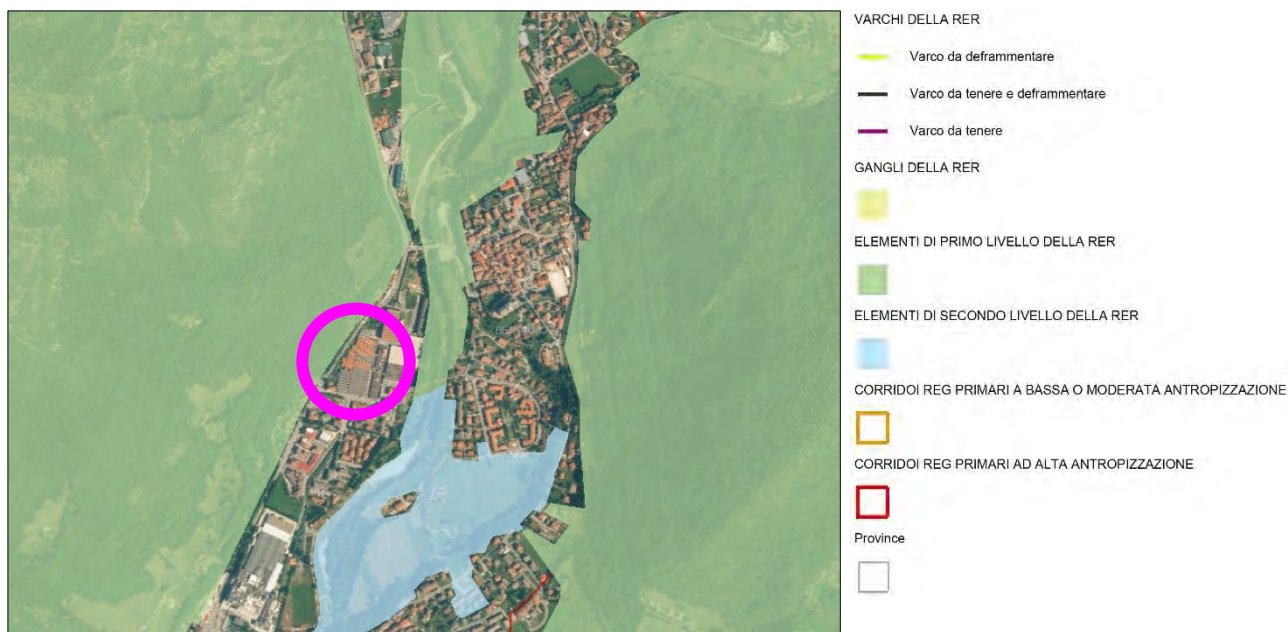 VARCHI DELLA RER
Varco da deframmentare
Varco da tenere e deframmentare
Varco da tenere
GANGLI DELLA RER
ELEMENTI DI PRIMO LIVELLO DELLA RER
ELEMENTI DI SECONDO LIVELLO DELLA RER
CORRIDOI REG PRIMARI A BASSA O MODERATA ANTROPIZZAZIONE
CORRIDOI REG PRIMARI AD ALTA ANTROPIZZAZIONE
Province